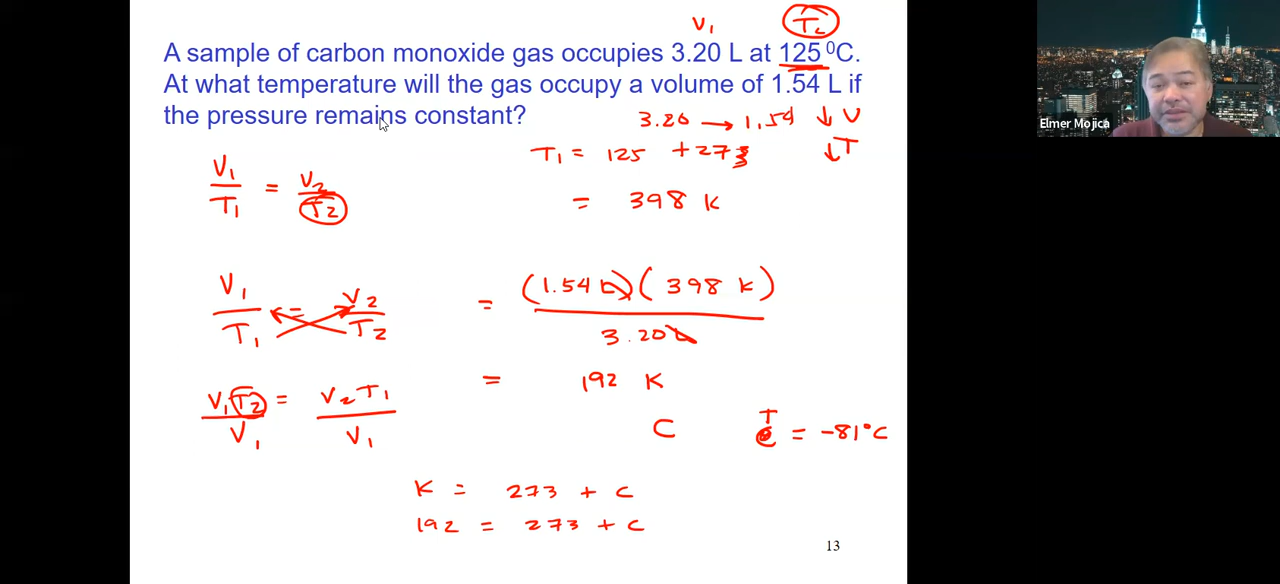 V₁ T₂
A sample of carbon monoxide gas occupies 3.20 L at 125 ⁰C.
At what temperature will the gas occupy a volume of 1.54 L if
the pressure remains constant?
3.20 → 1.54 ↓ V
T₁ = 125 + 273 ↓ T
V₁/T₁ = V₂/T₂
= 398 K
V₁/T₁ = V₂/T₂
= (1.54 L)(398 K)/3.20 L
= 192 K
V₁T₂/V₁ = V₂T₁/V₁
C T = -81°C
K = 273 + C
192 = 273 + C
13
Elmer Mojica